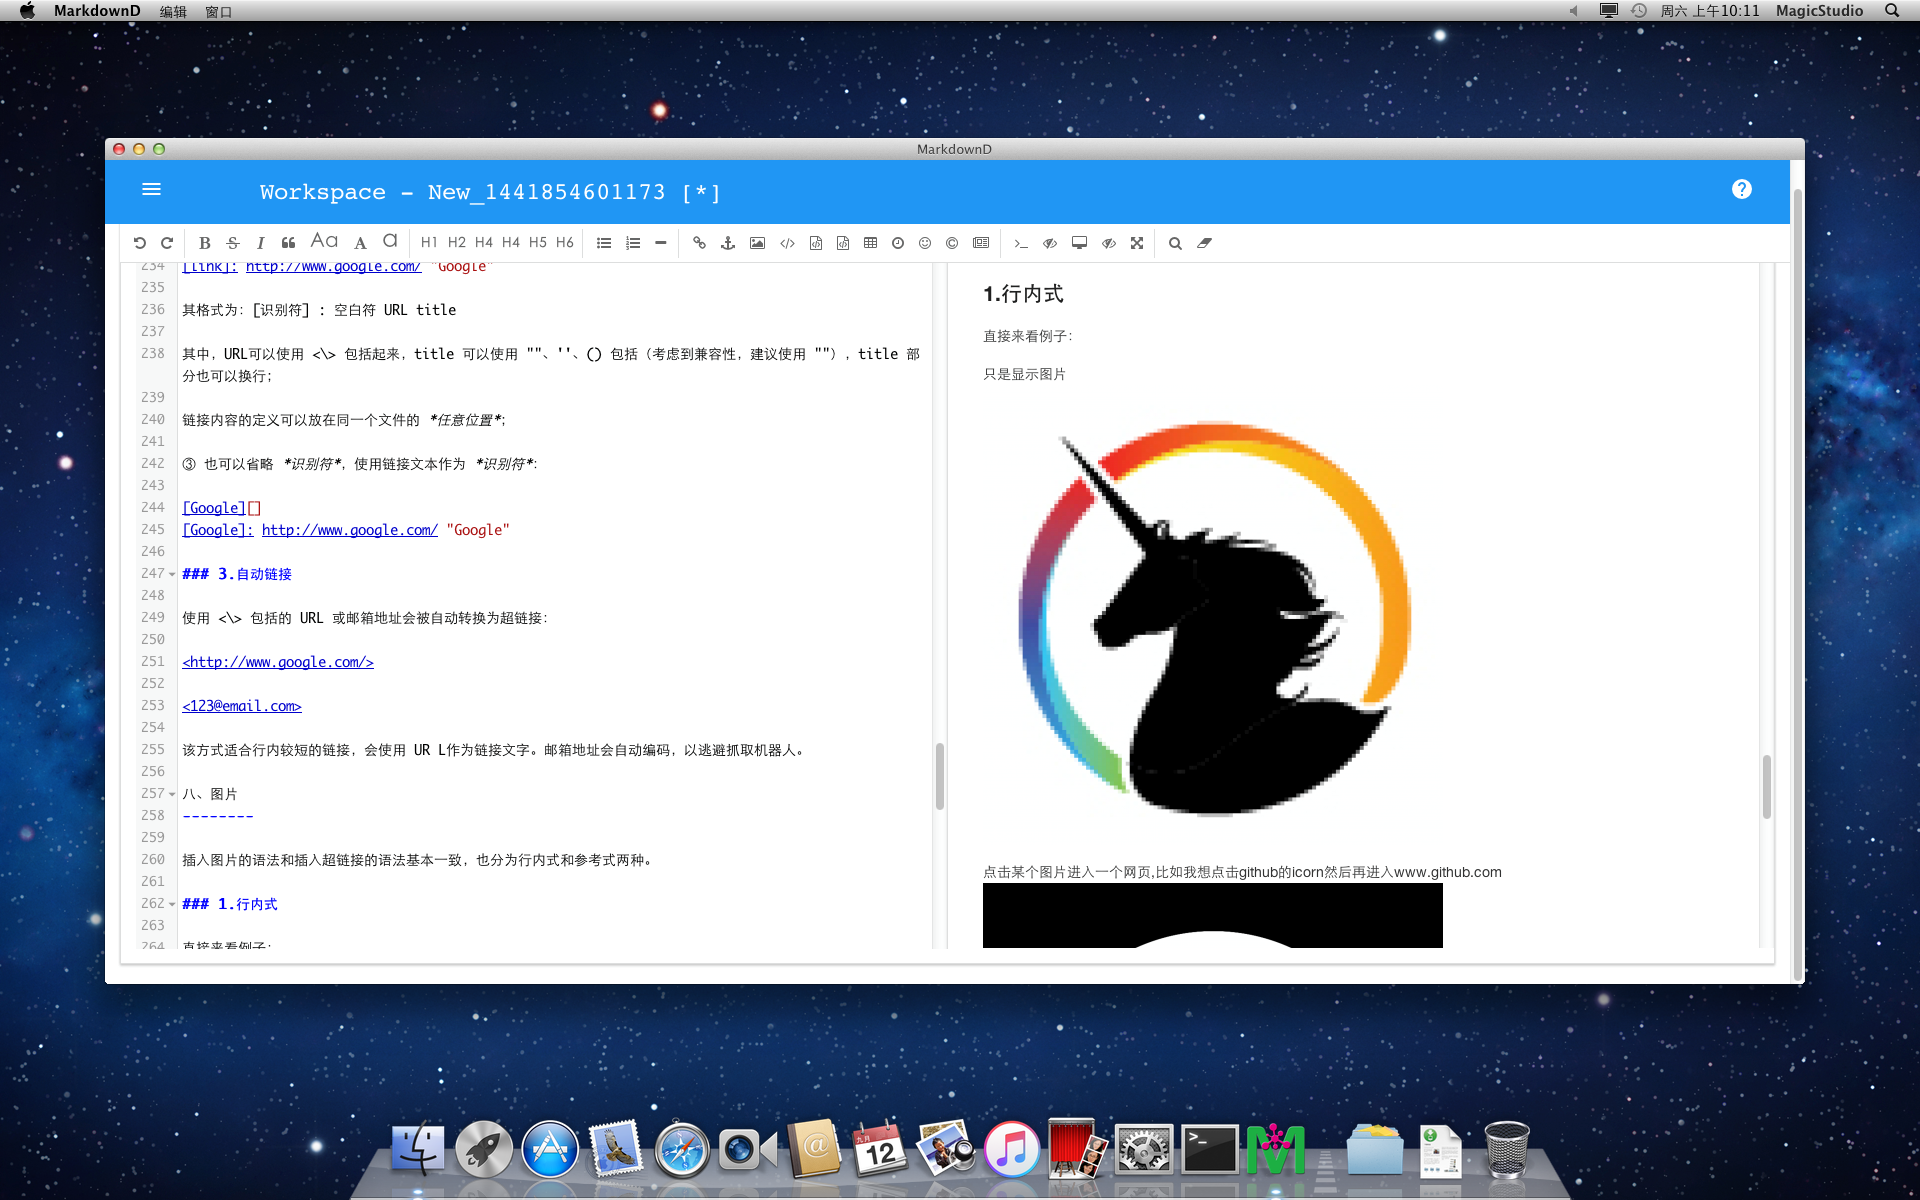 MarkdownD 编辑 窗口 周六 上午10:11 MagicStudio
MarkdownD
Workspace - New_1441854601173 [*]
B S I Aa A a H1 H2 H4 H4 H5 H6
234 [link]: http://www.google.com/ "Google"
235
236 其格式为：[识别符] : 空白符 URL title
237
238 其中，URL可以使用 <\> 包括起来，title 可以使用 ""、''、() 包括（考虑到兼容性，建议使用 ""），title 部
分也可以换行；
239
240 链接内容的定义可以放在同一个文件的 *任意位置*；
241
242 ③ 也可以省略 *识别符*，使用链接文本作为 *识别符*：
243
244 [Google][]
245 [Google]: http://www.google.com/ "Google"
246
247 ### 3.自动链接
248
249 使用 <\> 包括的 URL 或邮箱地址会被自动转换为超链接：
250
251 <http://www.google.com/>
252
253 <123@email.com>
254
255 该方式适合行内较短的链接，会使用 UR L作为链接文字。邮箱地址会自动编码，以逃避抓取机器人。
256
257 八、图片
258 --------
259
260 插入图片的语法和插入超链接的语法基本一致，也分为行内式和参考式两种。
261
262 ### 1.行内式
263
264 直接来看例子：
1.行内式
直接来看例子：
只是显示图片
点击某个图片进入一个网页,比如我想点击github的icorn然后再进入www.github.com
九月
12